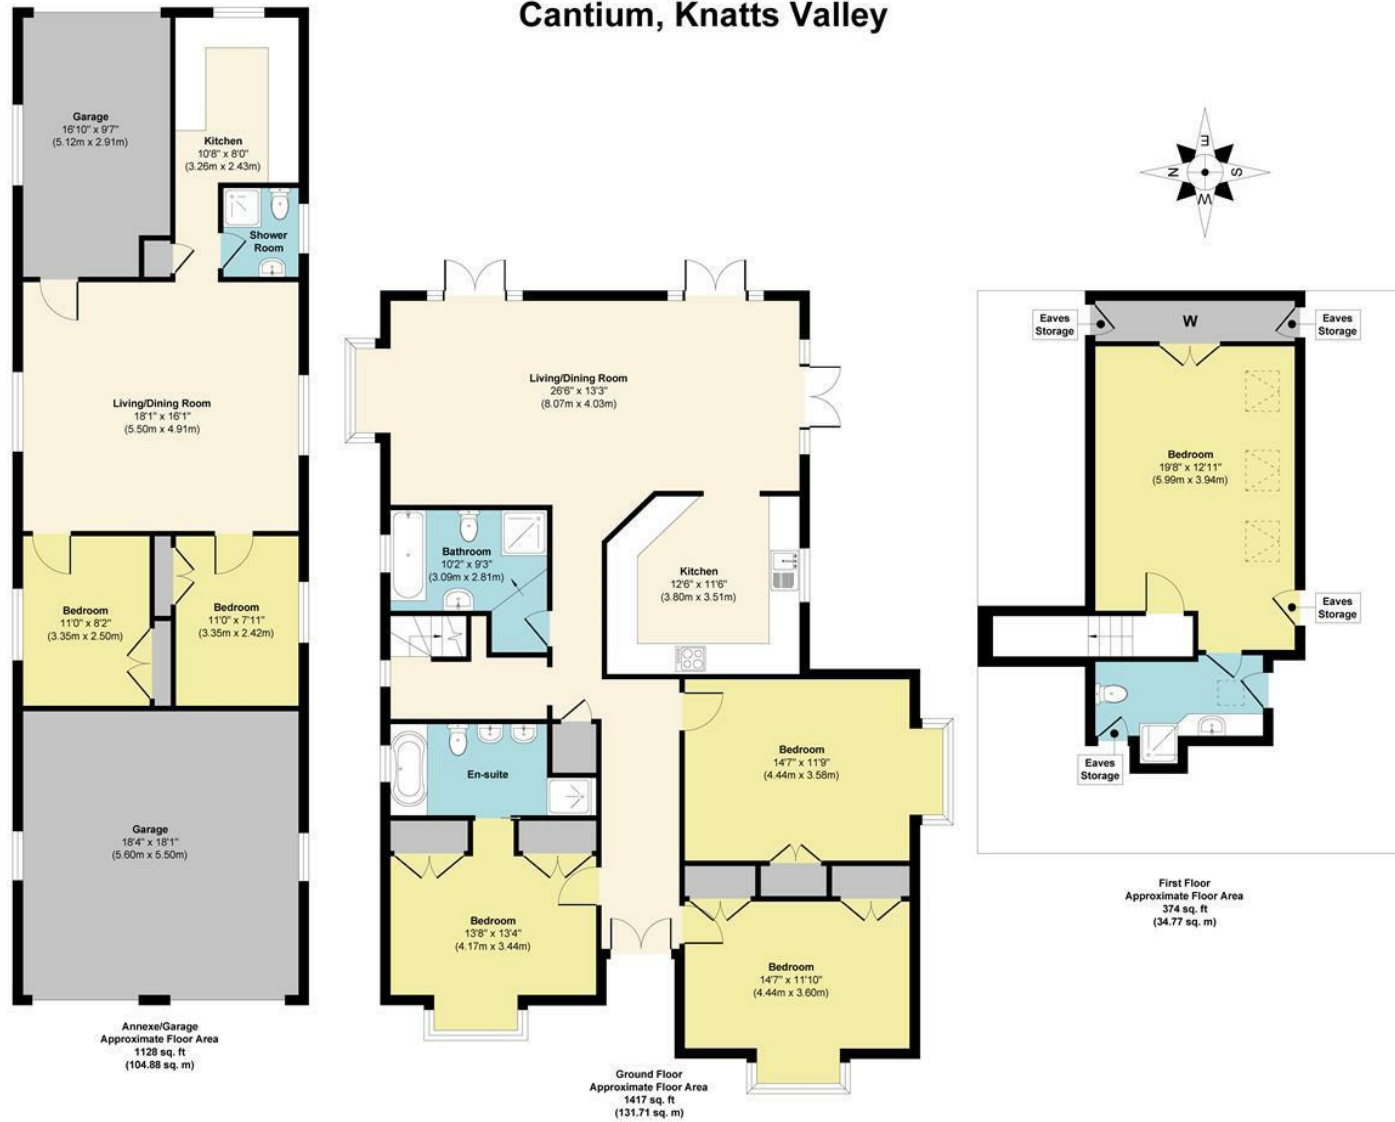 Cantium, Knatts Valley
Garage
16'10" x 9'7"
(5.12m x 2.91m)
Kitchen
10'8" x 8'0"
(3.26m x 2.43m)
Shower
Room
Living/Dining Room
18'1" x 16'1"
(5.50m x 4.91m)
Bedroom
11'0" x 8'2"
(3.35m x 2.50m)
Bedroom
11'0" x 7'11"
(3.35m x 2.42m)
Garage
18'4" x 18'1"
(5.60m x 5.50m)
Annexe/Garage
Approximate Floor Area
1128 sq. ft
(104.88 sq. m)
Living/Dining Room
26'6" x 13'3"
(8.07m x 4.03m)
Bathroom
10'2" x 9'3"
(3.09m x 2.81m)
Kitchen
12'6" x 11'6"
(3.80m x 3.51m)
En-suite
Bedroom
14'7" x 11'9"
(4.44m x 3.58m)
Bedroom
13'8" x 13'4"
(4.17m x 3.44m)
Bedroom
14'7" x 11'10"
(4.44m x 3.60m)
Ground Floor
Approximate Floor Area
1417 sq. ft
(131.71 sq. m)
E
N
S
W
Eaves
Storage
W
Eaves
Storage
Bedroom
19'8" x 12'11"
(5.99m x 3.94m)
Eaves
Storage
Eaves
Storage
First Floor
Approximate Floor Area
374 sq. ft
(34.77 sq. m)